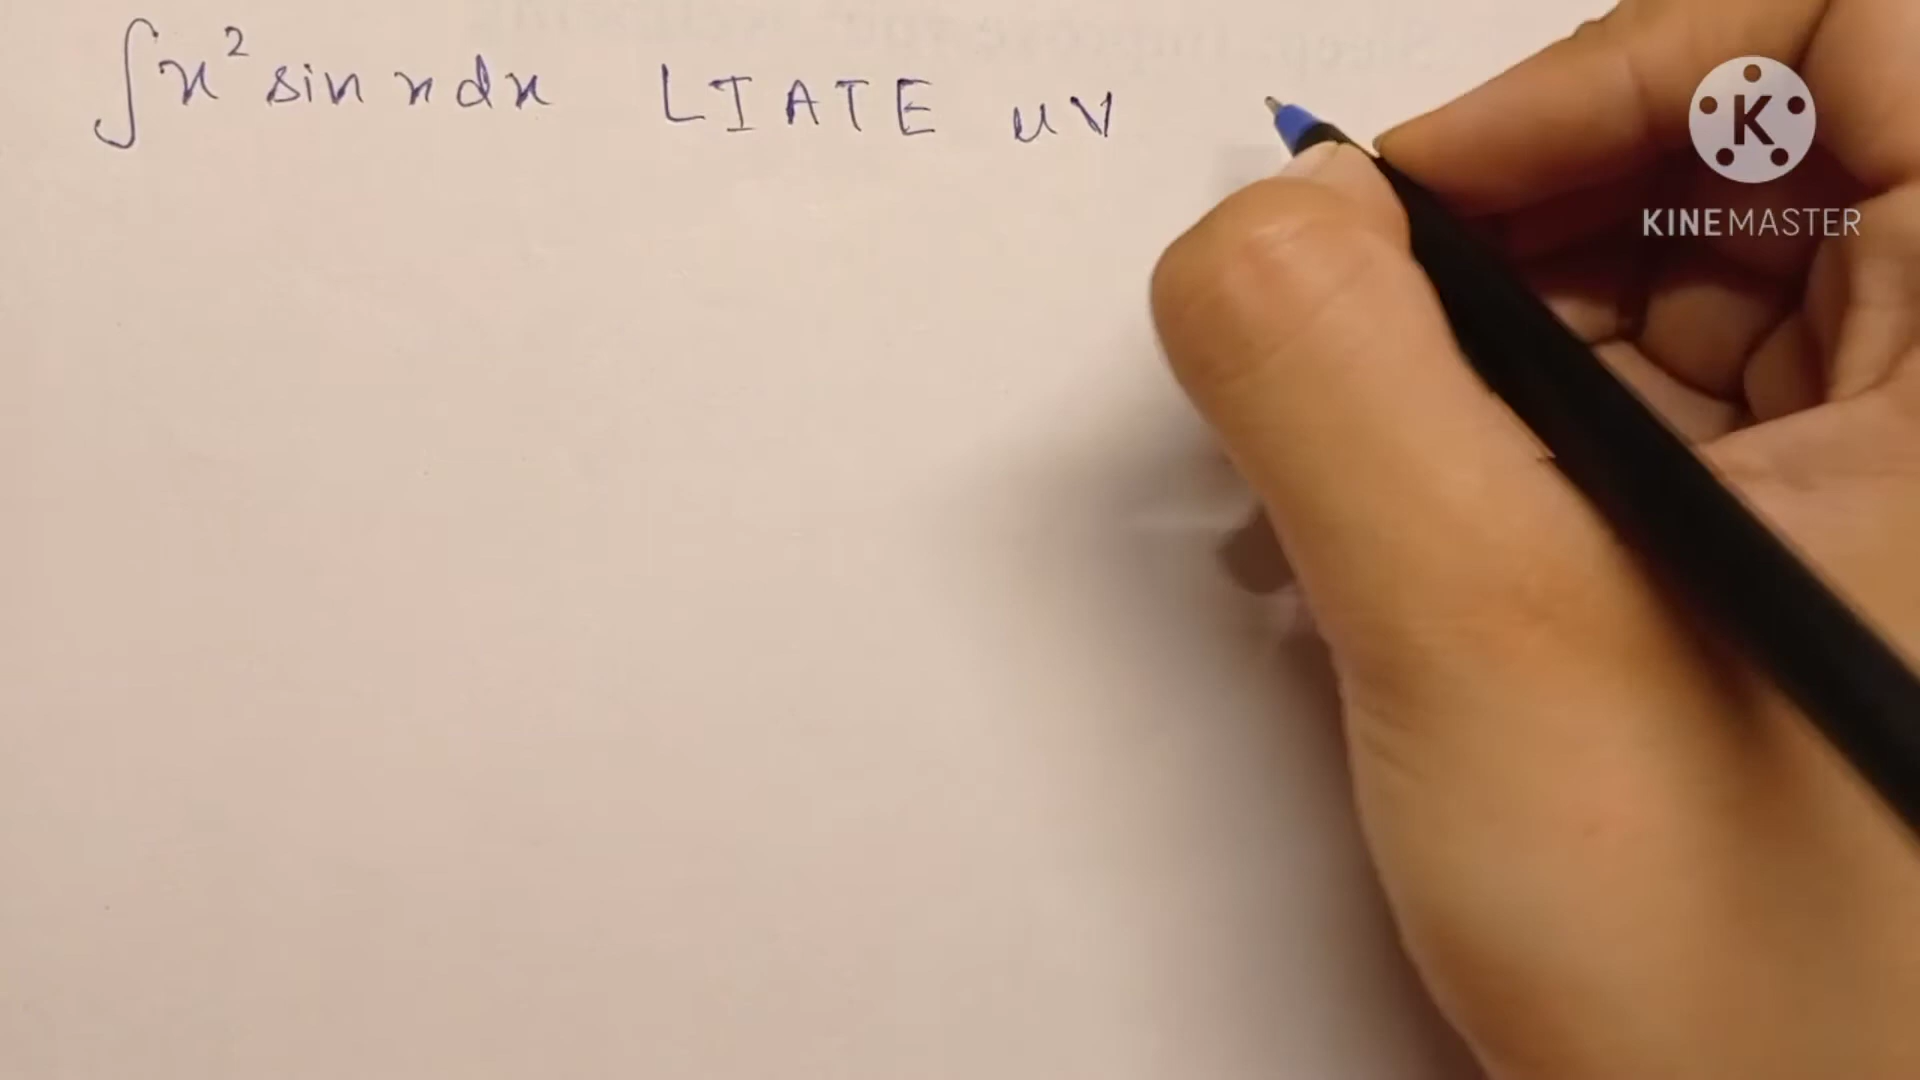 ∫x² sin x dx LIATE uV
K
KINEMASTER